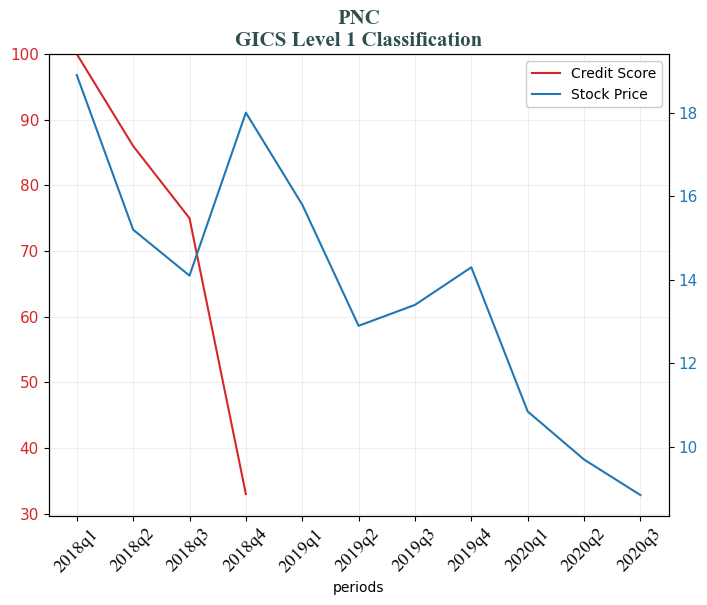 PNC
GICS Level 1 Classification
Credit Score
Stock Price
100
90
80
70
60
50
40
30
18
16
14
12
10
2018q1
2018q2
2018q3
2018q4
2019q1
2019q2
2019q3
2019q4
2020q1
2020q2
2020q3
periods